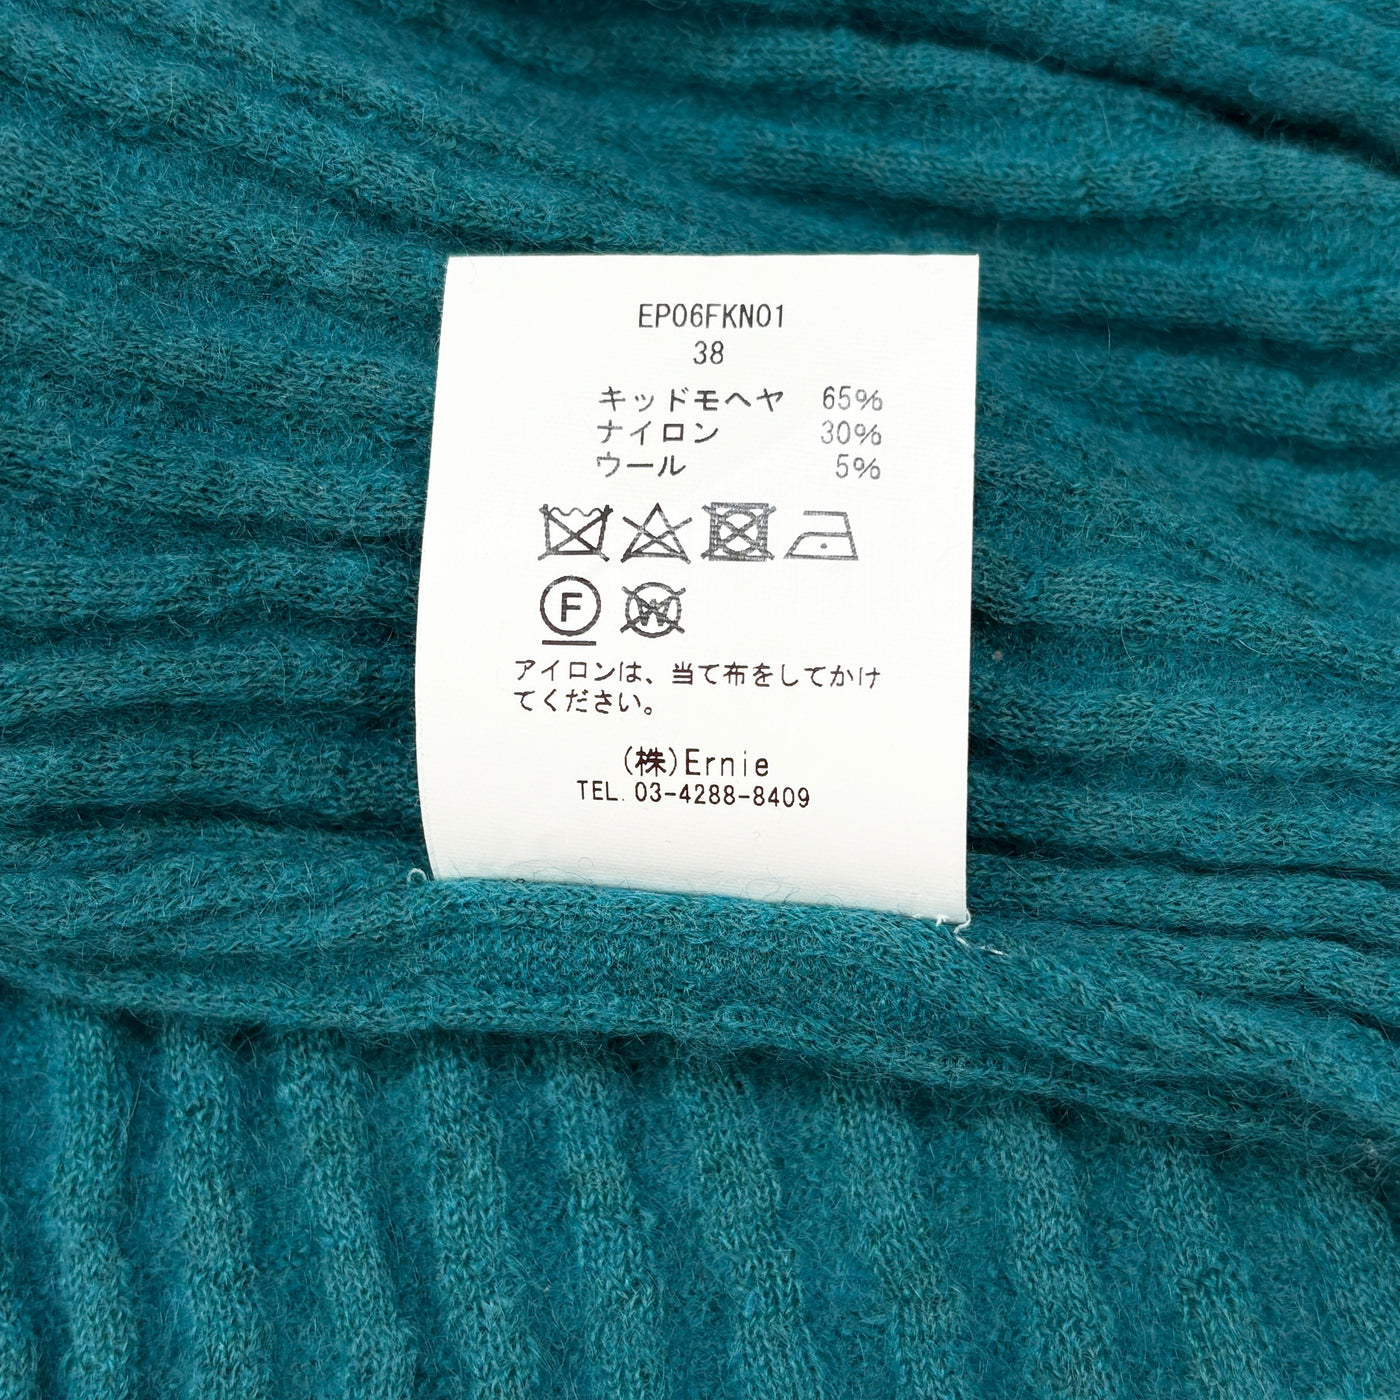 EP06FKN01
38
キッドモヘヤ 65%
ナイロン 30%
ウール 5%
F
W
アイロンは、当て布をしてかけ
てください。
(株)Ernie
TEL. 03-4288-8409